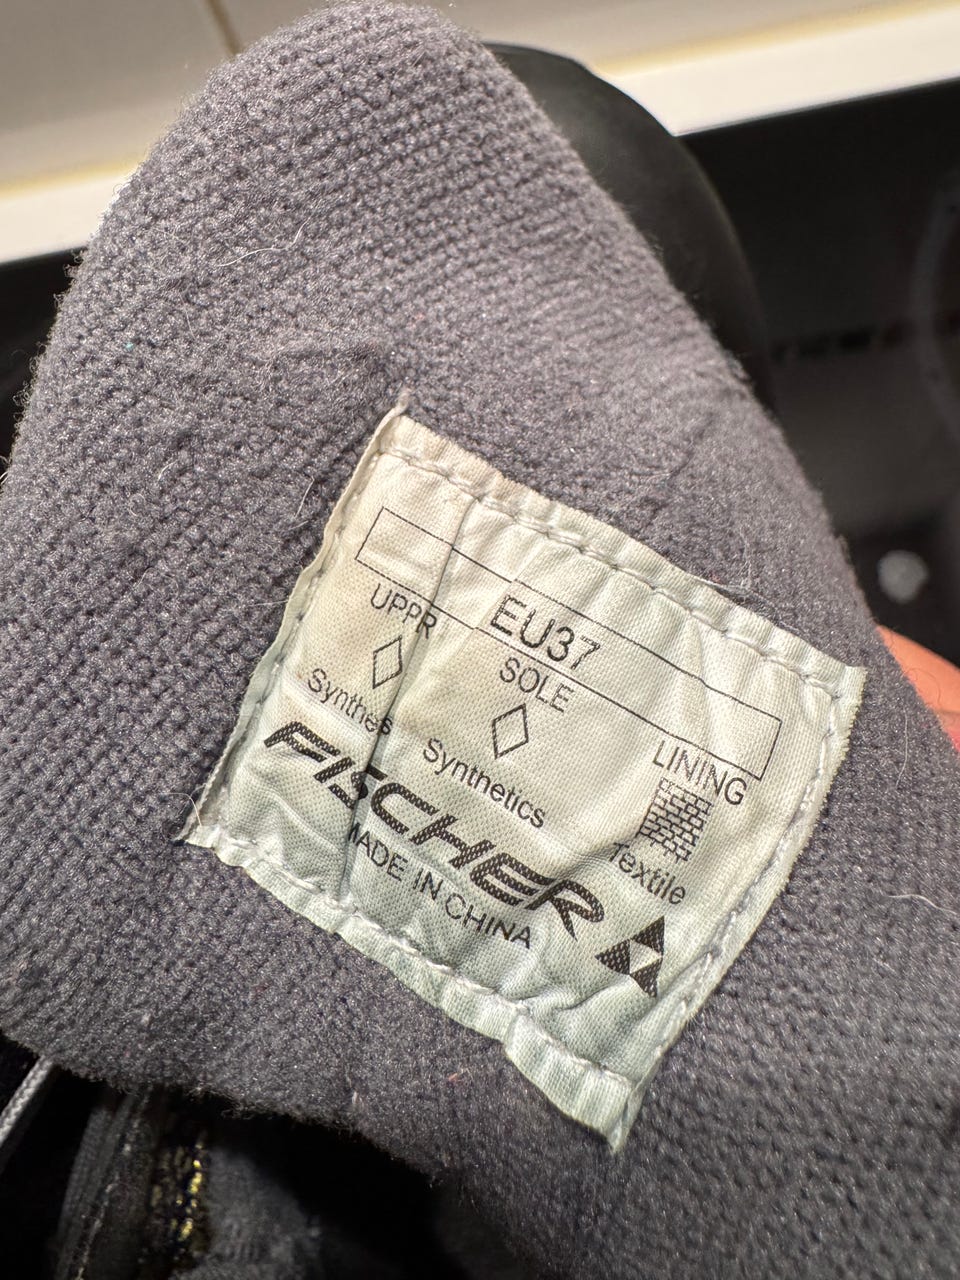 EU37
UPPR SOLE LINING
Synthes Synthetics Textile
FISCHER
MADE IN CHINA